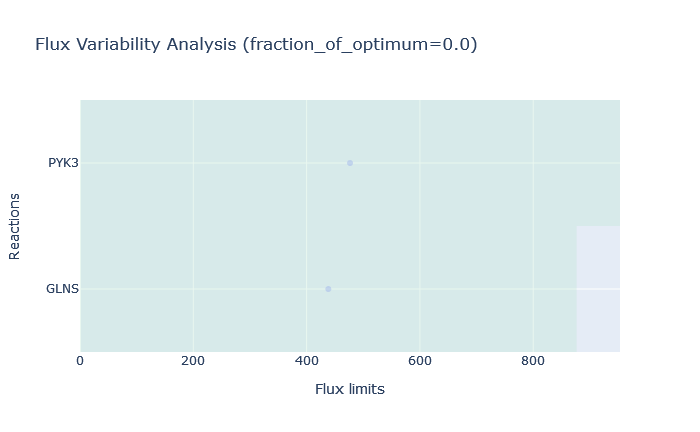 Flux Variability Analysis (fraction_of_optimum=0.0)
Reactions
PYK3
GLNS
0 200 400 600 800
Flux limits